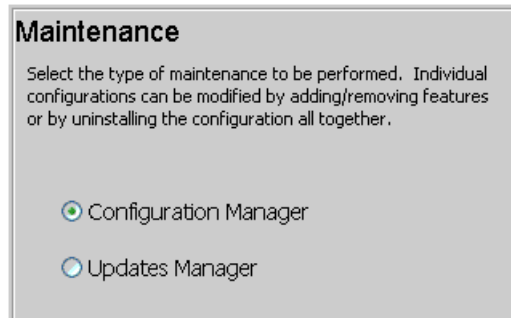 Maintenance
Select the type of maintenance to be performed. Individual
configurations can be modified by adding/removing features
or by uninstalling the configuration all together.
Configuration Manager
Updates Manager